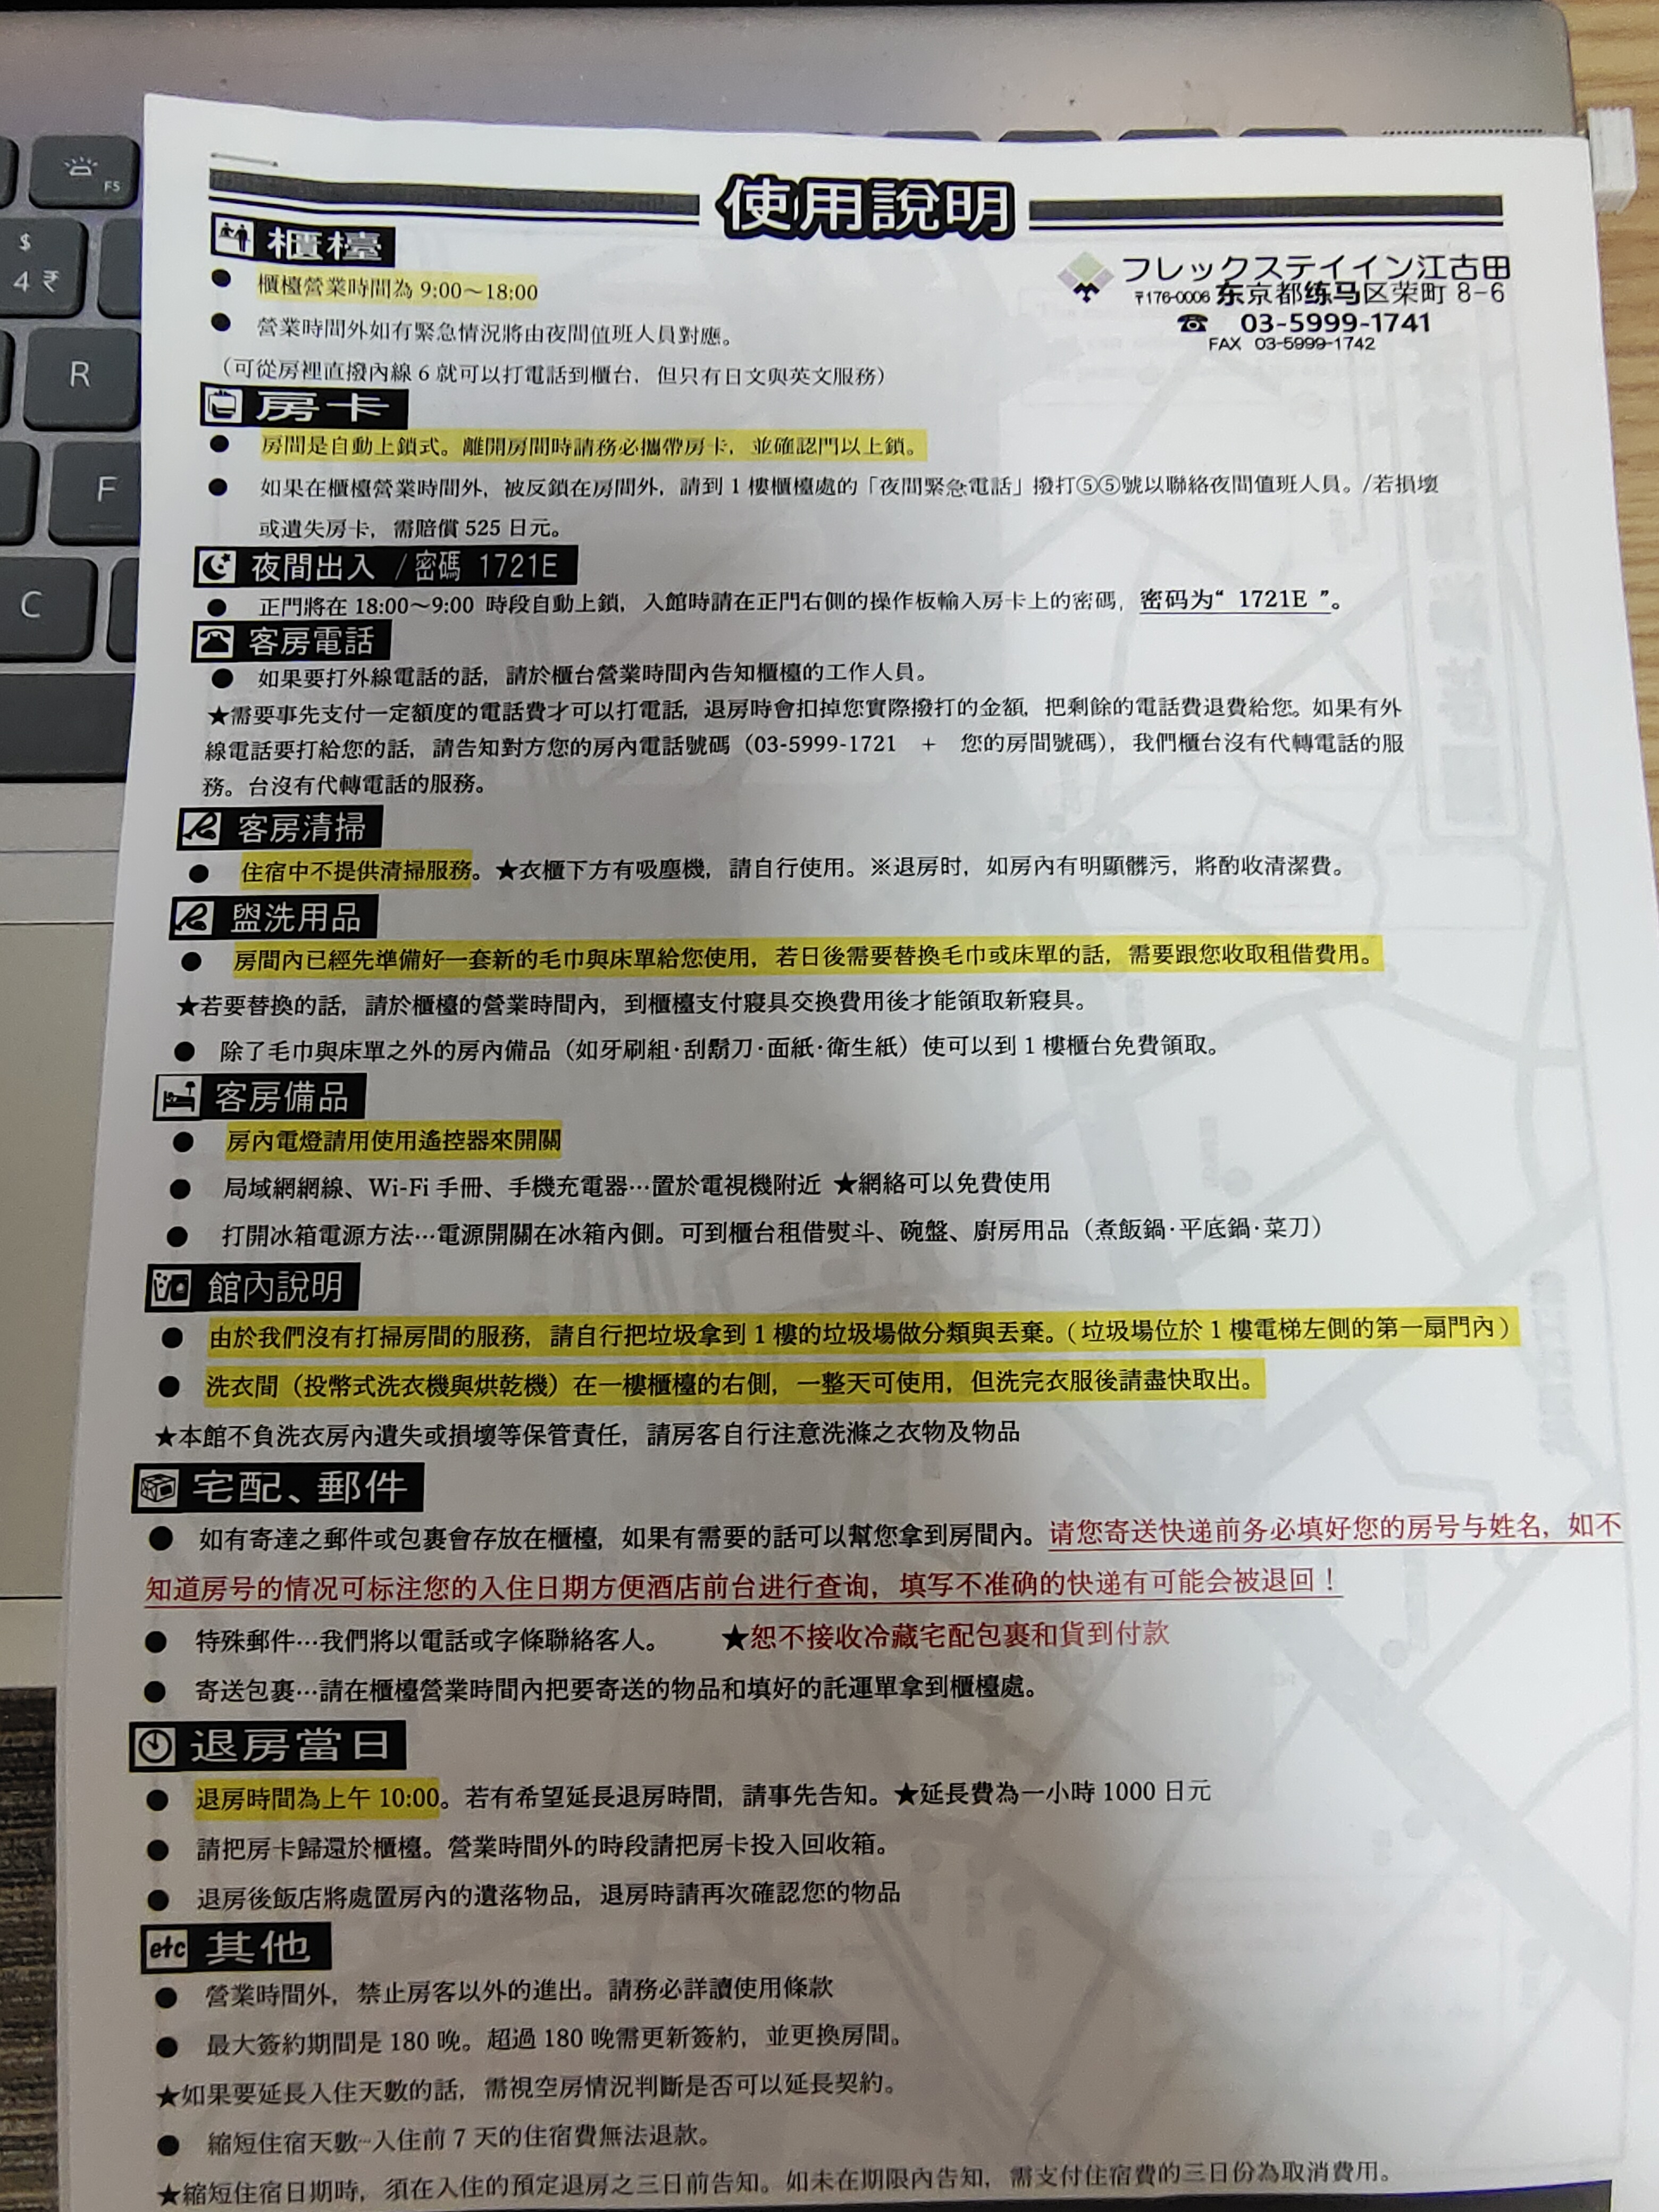 使用說明
櫃檯
櫃檯營業時間為 9:00～18:00
營業時間外如有緊急情況將由夜間值班人員對應。
（可從房裡直撥內線 6 就可以打電話到櫃台，但只有日文與英文服務）
フレックステイイン江古田
〒176-0006 东京都练马区荣町 8-6
☎ 03-5999-1741
FAX 03-5999-1742
房卡
房間是自動上鎖式。離開房間時請務必攜帶房卡，並確認門以上鎖。
如果在櫃檯營業時間外，被反鎖在房間外，請到 1 樓櫃檯處的「夜間緊急電話」撥打⑤⑤號以聯絡夜間值班人員。/若損壞
或遺失房卡，需賠償 525 日元。
夜間出入 /密碼 1721E
正門將在 18:00～9:00 時段自動上鎖，入館時請在正門右側的操作板輸入房卡上的密碼，密码为“ 1721E ”。
客房電話
如果要打外線電話的話，請於櫃台營業時間內告知櫃檯的工作人員。
★需要事先支付一定額度的電話費才可以打電話，退房時會扣掉您實際撥打的金額，把剩餘的電話費退費給您。如果有外
線電話要打給您的話，請告知對方您的房內電話號碼（03-5999-1721 + 您的房間號碼），我們櫃台沒有代轉電話的服
務。台沒有代轉電話的服務。
客房清掃
住宿中不提供清掃服務。★衣櫃下方有吸塵機，請自行使用。※退房时，如房內有明顯髒污，將酌收清潔費。
盥洗用品
房間內已經先準備好一套新的毛巾與床單給您使用，若日後需要替換毛巾或床單的話，需要跟您收取租借費用。
★若要替換的話，請於櫃檯的營業時間內，到櫃檯支付寢具交換費用後才能領取新寢具。
除了毛巾與床單之外的房內備品（如牙刷組·刮鬍刀·面紙·衛生紙）使可以到 1 樓櫃台免費領取。
客房備品
房內電燈請用使用遙控器來開關
局域網網線、Wi-Fi 手冊、手機充電器…置於電視機附近 ★網絡可以免費使用
打開冰箱電源方法…電源開關在冰箱內側。可到櫃台租借熨斗、碗盤、廚房用品（煮飯鍋·平底鍋·菜刀）
館內說明
由於我們沒有打掃房間的服務，請自行把垃圾拿到 1 樓的垃圾場做分類與丟棄。（垃圾場位於 1 樓電梯左側的第一扇門內）
洗衣間（投幣式洗衣機與烘乾機）在一樓櫃檯的右側，一整天可使用，但洗完衣服後請盡快取出。
★本館不負洗衣房內遺失或損壞等保管責任，請房客自行注意洗滌之衣物及物品
宅配、郵件
如有寄達之郵件或包裹會存放在櫃檯，如果有需要的話可以幫您拿到房間內。请您寄送快递前务必填好您的房号与姓名，如不
知道房号的情况可标注您的入住日期方便酒店前台进行查询，填写不准确的快递有可能会被退回！
特殊郵件…我們將以電話或字條聯絡客人。 ★恕不接收冷藏宅配包裹和貨到付款
寄送包裹…請在櫃檯營業時間內把要寄送的物品和填好的託運單拿到櫃檯處。
退房當日
退房時間為上午 10:00。若有希望延長退房時間，請事先告知。★延長費為一小時 1000 日元
請把房卡歸還於櫃檯。營業時間外的時段請把房卡投入回收箱。
退房後飯店將處置房內的遺落物品，退房時請再次確認您的物品
etc 其他
營業時間外，禁止房客以外的進出。請務必詳讀使用條款
最大簽約期間是 180 晚。超過 180 晚需更新簽約，並更換房間。
★如果要延長入住天數的話，需視空房情況判斷是否可以延長契約。
縮短住宿天數…入住前 7 天的住宿費無法退款。
★縮短住宿日期時，須在入住的預定退房之三日前告知。如未在期限內告知，需支付住宿費的三日份為取消費用。
F5
$
4 ₹
R
F
C